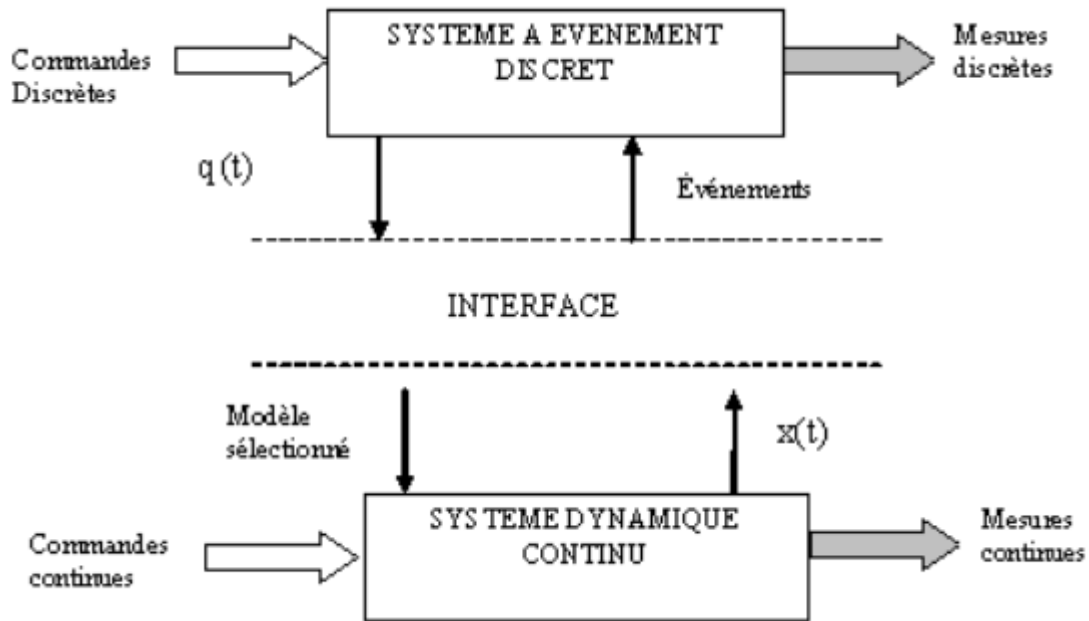 SYSTEME A EVENEMENT
DISCRET
Commandes
Discrètes
Mesures
discrètes
q(t)
Événements
INTERFACE
Modèle
sélectionné
x(t)
SYSTEME DYNAMIQUE
CONTINU
Commandes
continues
Mesures
continues